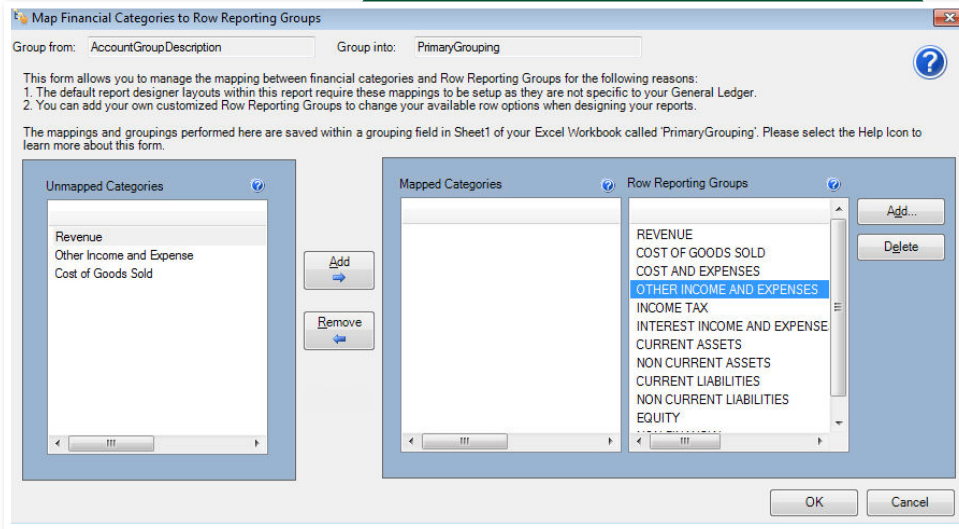 Map Financial Categories to Row Reporting Groups
Group from: AccountGroupDescription Group into: PrimaryGrouping
This form allows you to manage the mapping between financial categories and Row Reporting Groups for the following reasons:
1. The default report designer layouts within this report require these mappings to be setup as they are not specific to your General Ledger.
2. You can add your own customized Row Reporting Groups to change your available row options when designing your reports.
The mappings and groupings performed here are saved within a grouping field in Sheet1 of your Excel Workbook called 'PrimaryGrouping'. Please select the Help Icon to
learn more about this form.
Unmapped Categories
Revenue
Other Income and Expense
Cost of Goods Sold
Add
Remove
Mapped Categories
Row Reporting Groups
REVENUE
COST OF GOODS SOLD
COST AND EXPENSES
OTHER INCOME AND EXPENSES
INCOME TAX
INTEREST INCOME AND EXPENSE
CURRENT ASSETS
NON CURRENT ASSETS
CURRENT LIABILITIES
NON CURRENT LIABILITIES
EQUITY
Add...
Delete
OK
Cancel